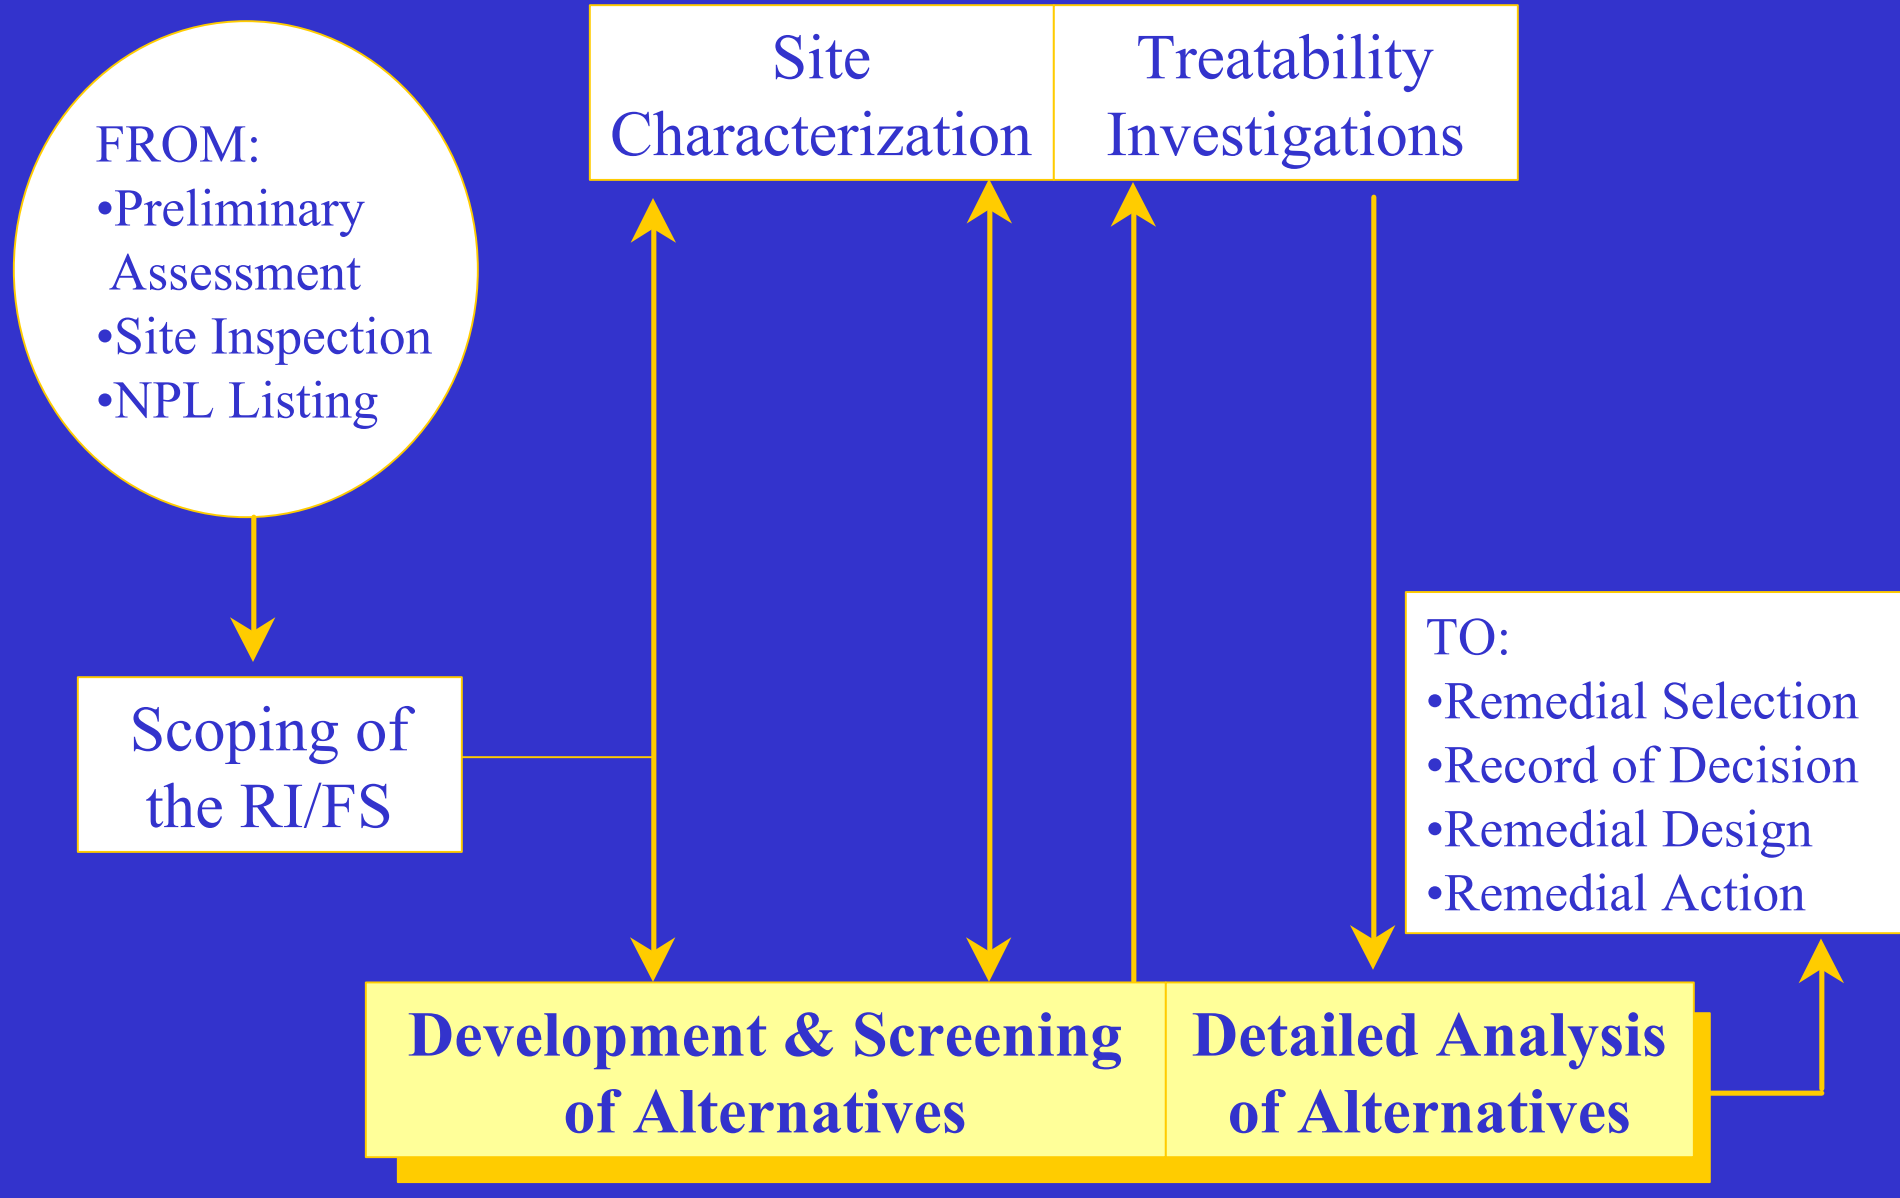 FROM:
•Preliminary
Assessment
•Site Inspection
•NPL Listing
Site
Characterization
Treatability
Investigations
Scoping of
the RI/FS
TO:
•Remedial Selection
•Record of Decision
•Remedial Design
•Remedial Action
Development & Screening
of Alternatives
Detailed Analysis
of Alternatives